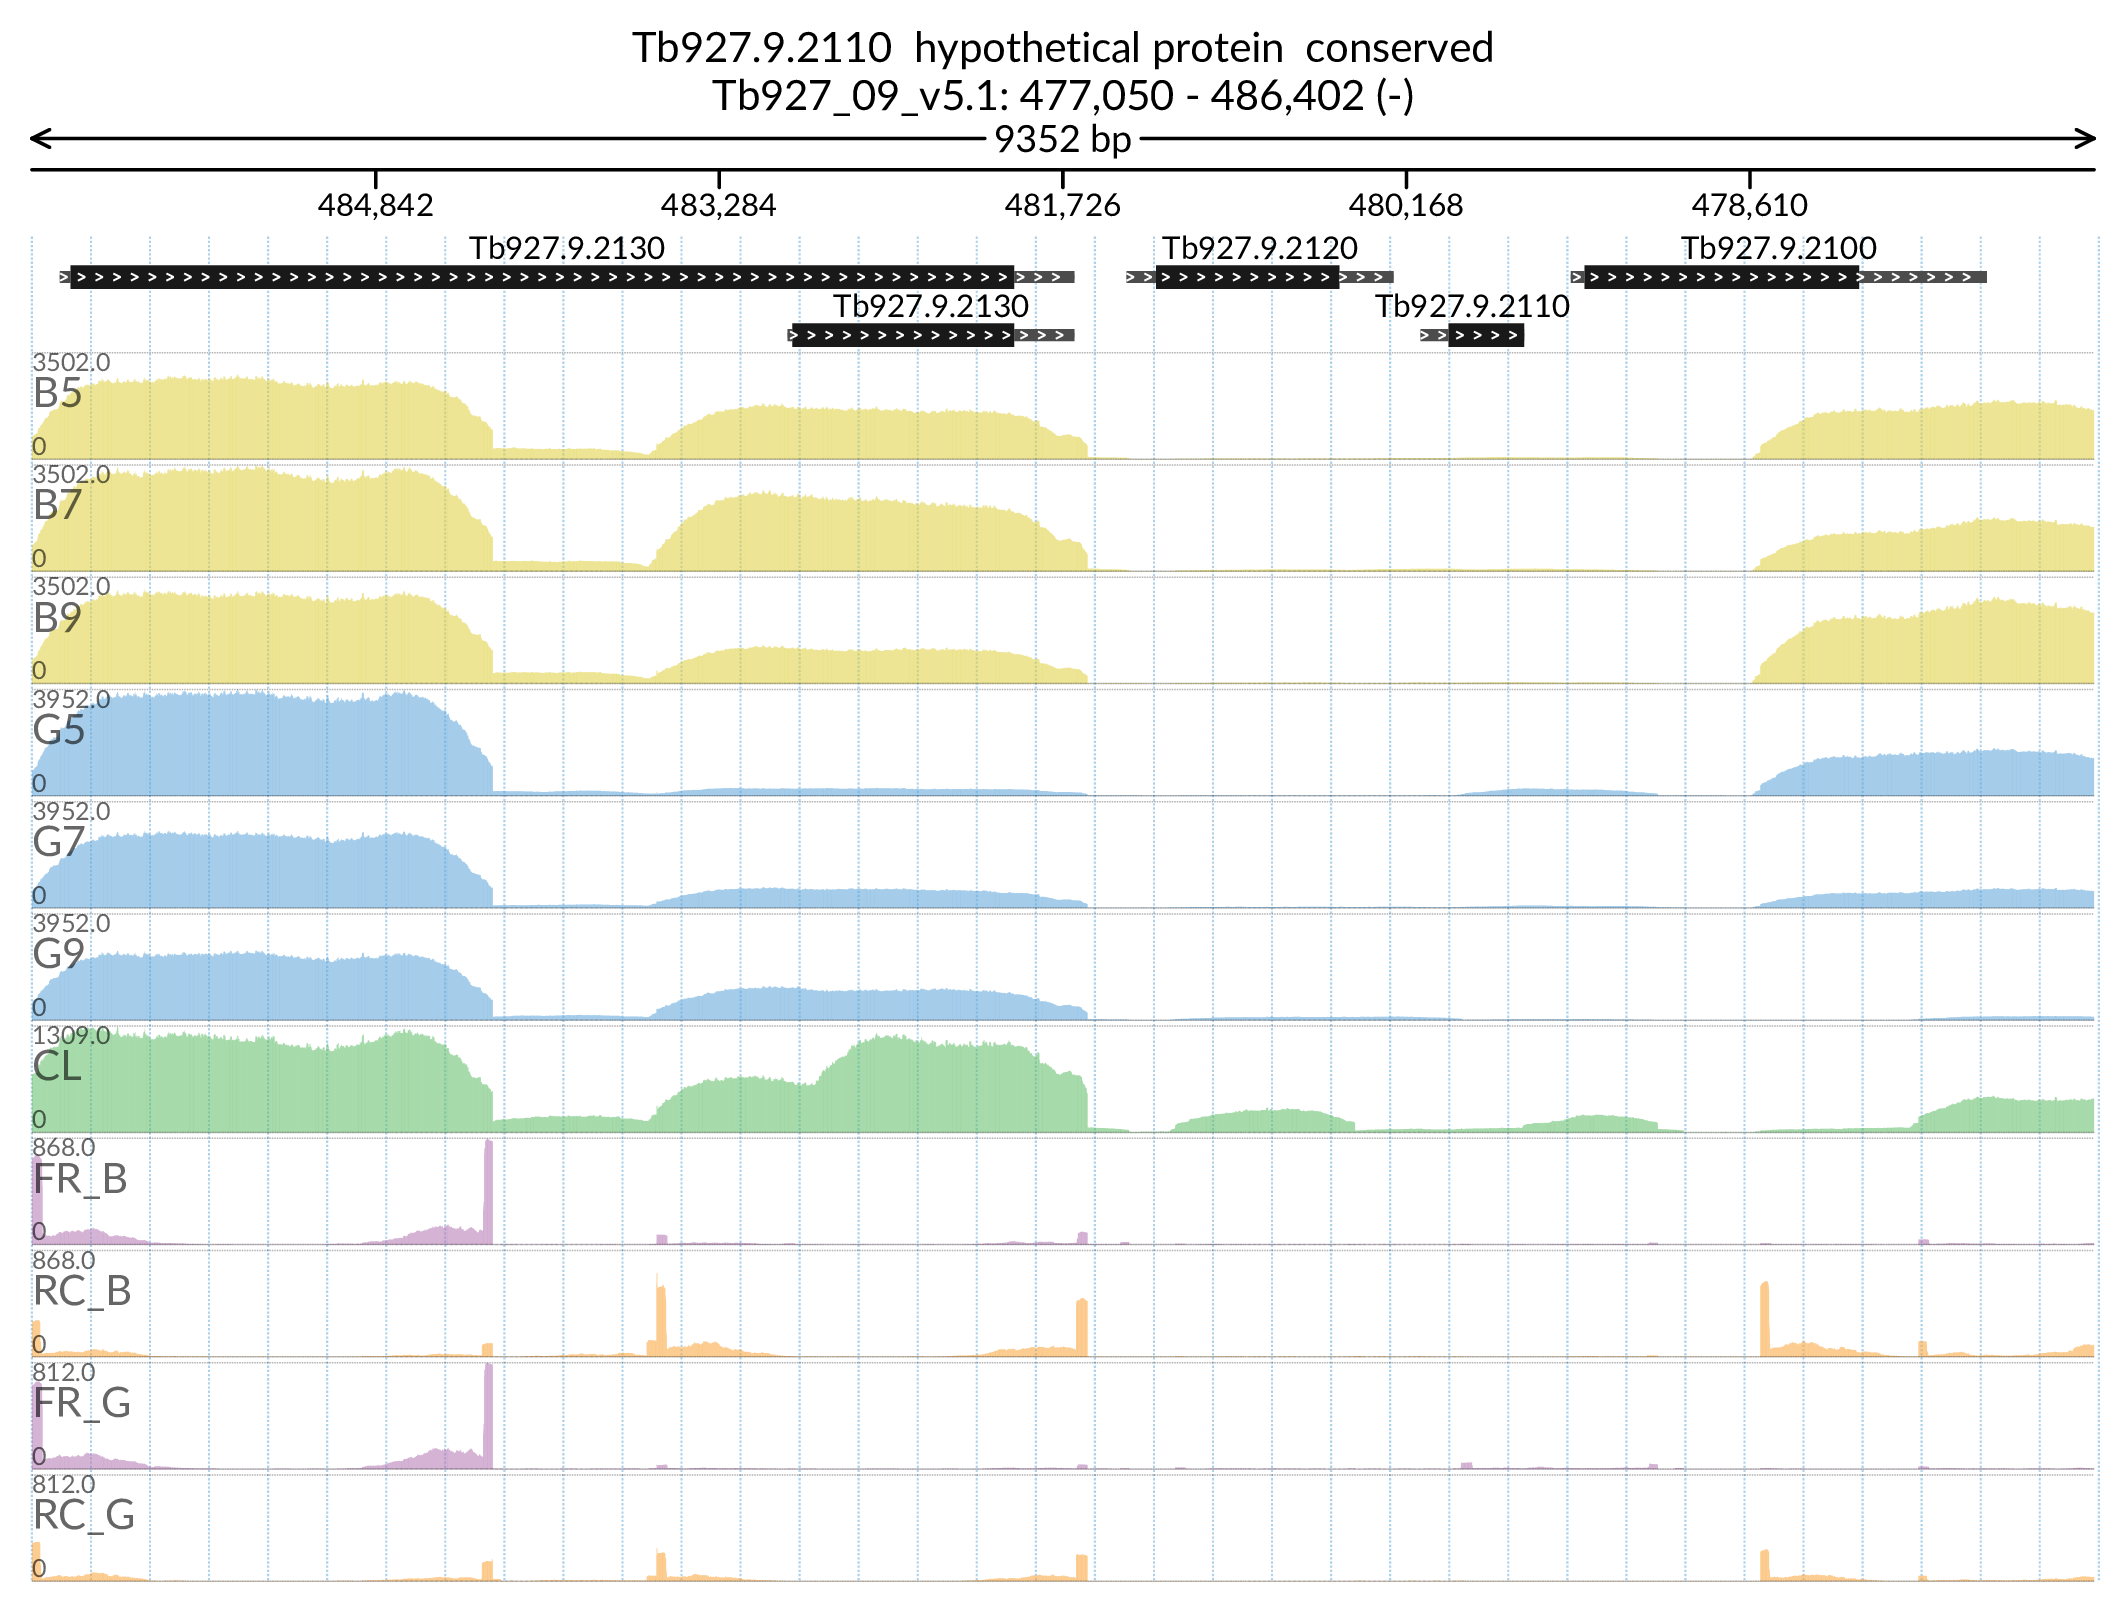 Tb927.9.2110 hypothetical protein conserved
Tb927_09_v5.1: 477,050 - 486,402 (-)
9352 bp
484,842 483,284 481,726 480,168 478,610
Tb927.9.2130 Tb927.9.2120 Tb927.9.2100
Tb927.9.2130 Tb927.9.2110
3502.0
B5
0
3502.0
B7
0
3502.0
B9
0
3952.0
G5
0
3952.0
G7
0
3952.0
G9
0
1309.0
CL
0
868.0
FR_B
0
868.0
RC_B
0
812.0
FR_G
0
812.0
RC_G
0